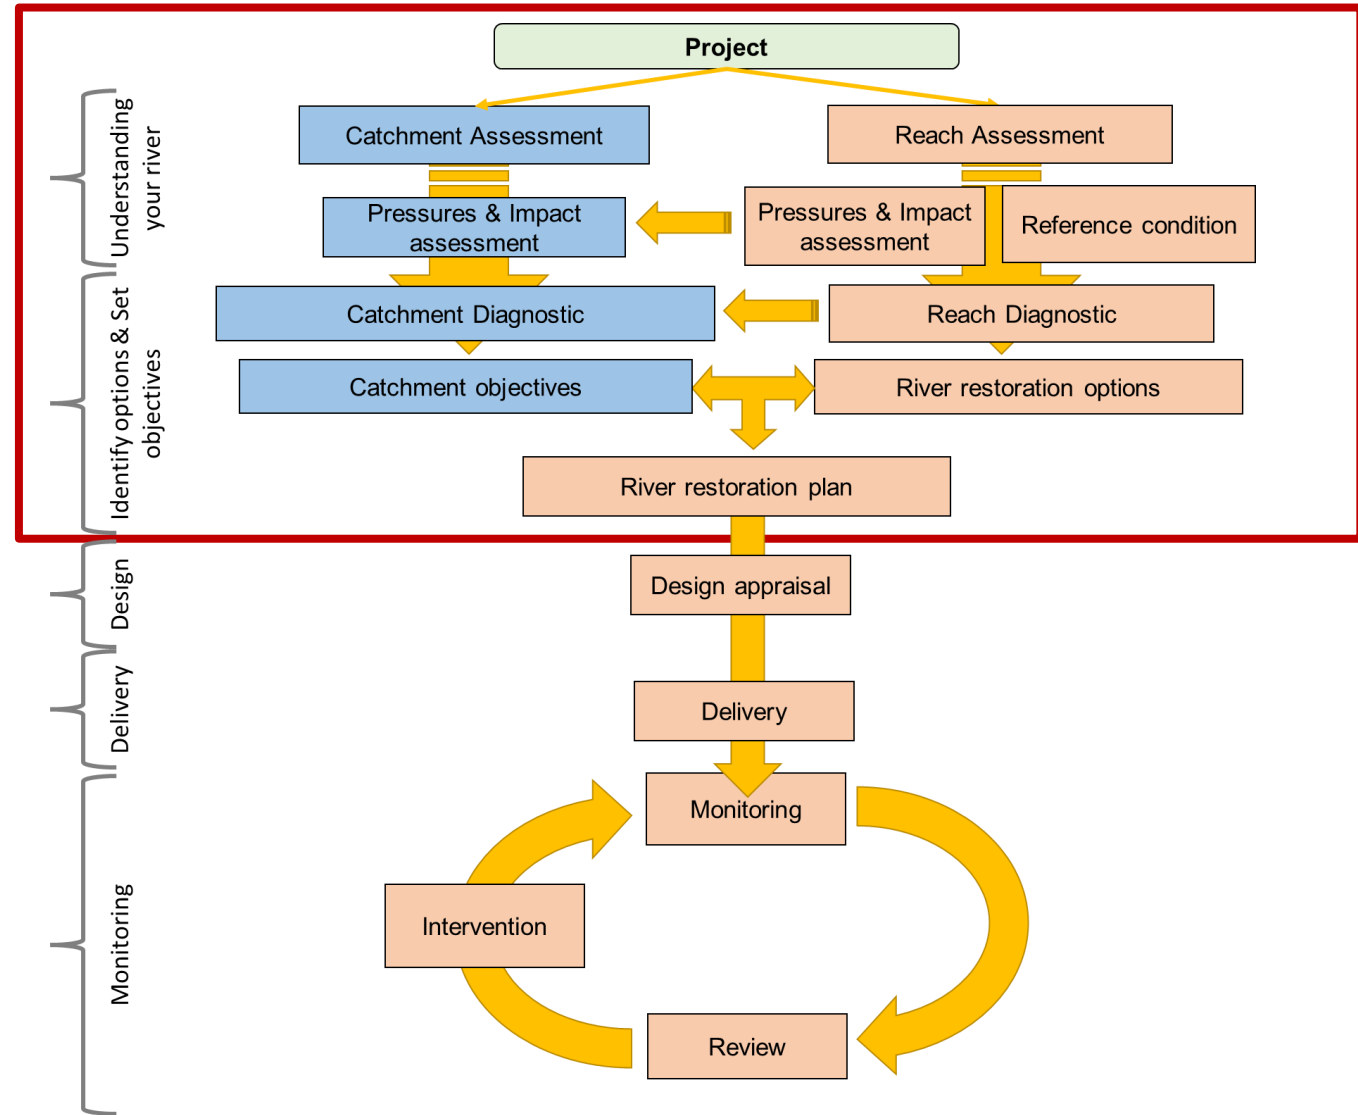 Project
Understanding
your river
Catchment Assessment
Reach Assessment
Pressures & Impact
assessment
Pressures & Impact
assessment
Reference condition
Identify options & Set
objectives
Catchment Diagnostic
Reach Diagnostic
Catchment objectives
River restoration options
River restoration plan
Design
Design appraisal
Delivery
Delivery
Monitoring
Monitoring
Intervention
Review